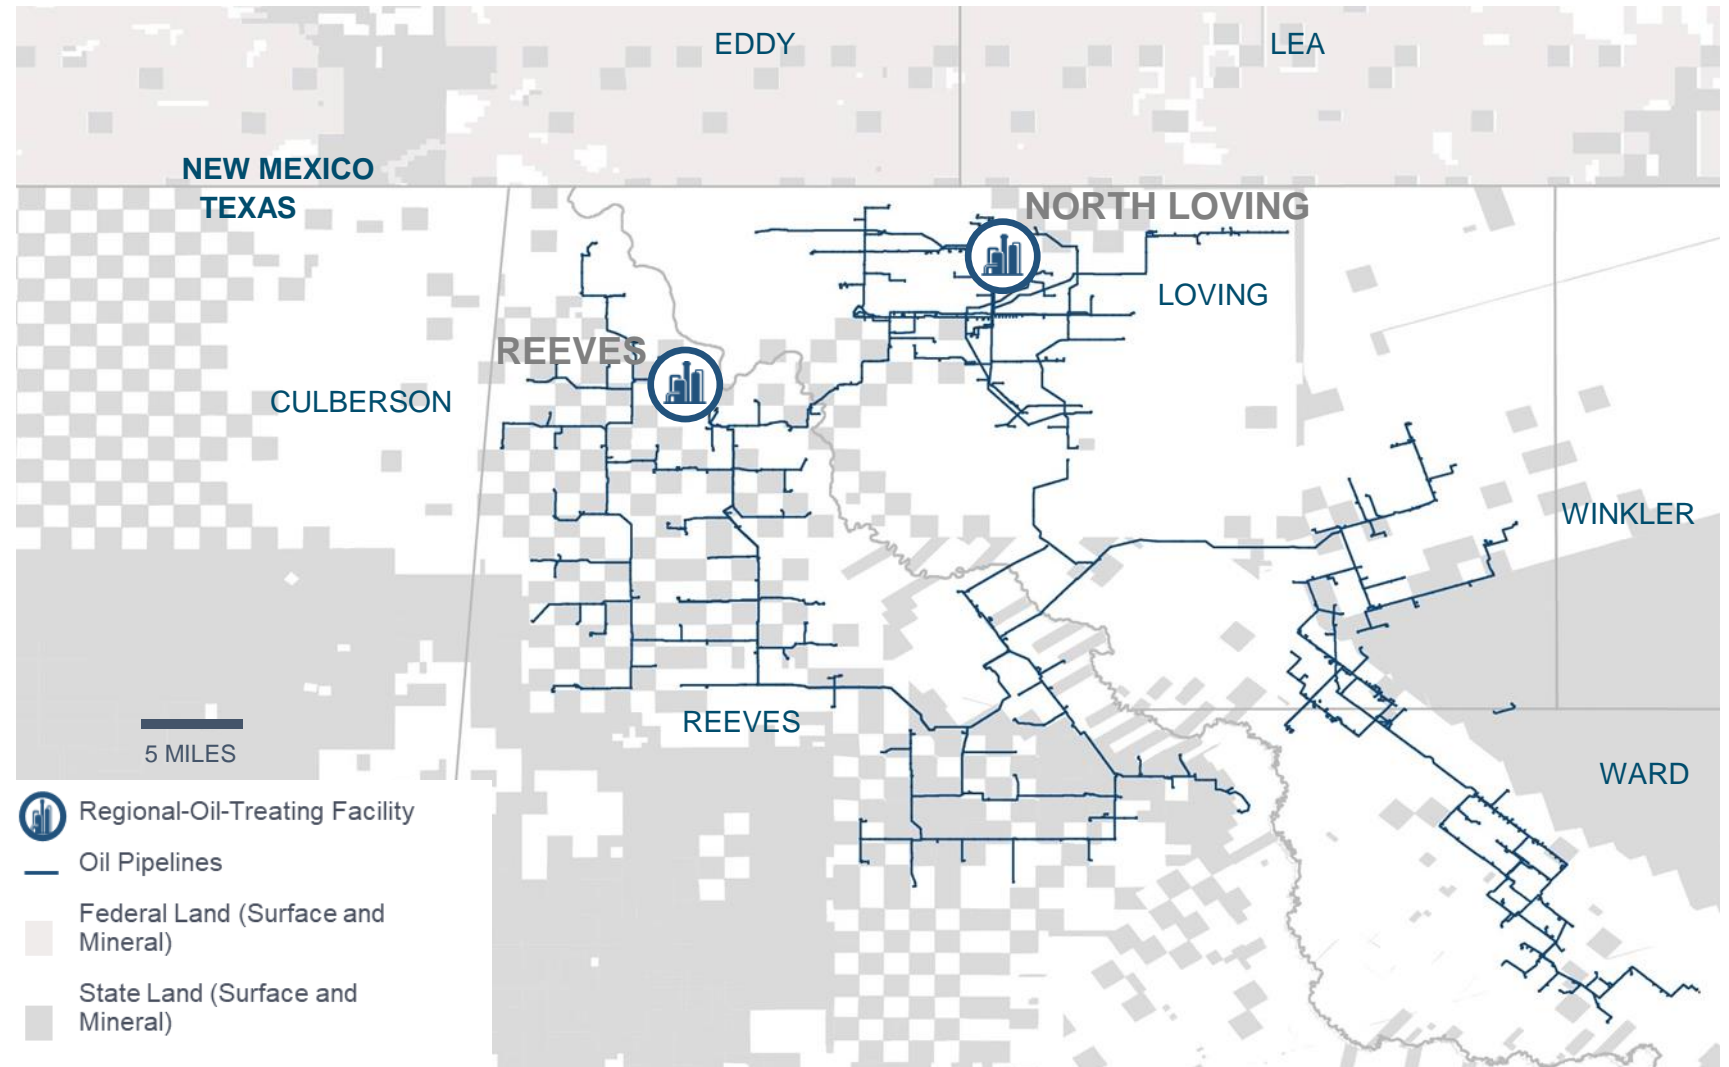 EDDY
LEA
NEW MEXICO
TEXAS
NORTH LOVING
LOVING
REEVES
CULBERSON
WINKLER
REEVES
WARD
5 MILES
Regional-Oil-Treating Facility
Oil Pipelines
Federal Land (Surface and
Mineral)
State Land (Surface and
Mineral)